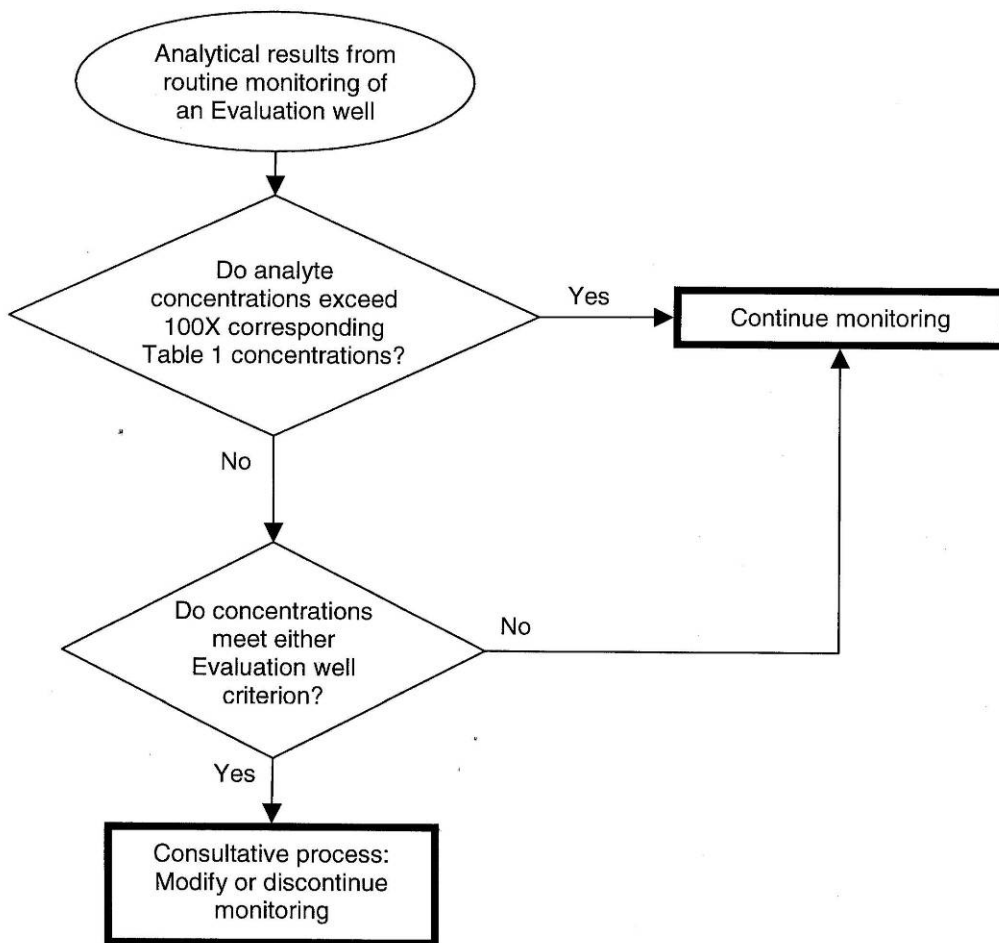 Analytical results from
routine monitoring of
an Evaluation well
Do analyte
concentrations exceed
100X corresponding
Table 1 concentrations?
Yes
Continue monitoring
No
Do concentrations
meet either
Evaluation well
criterion?
No
Yes
Consultative process:
Modify or discontinue
monitoring